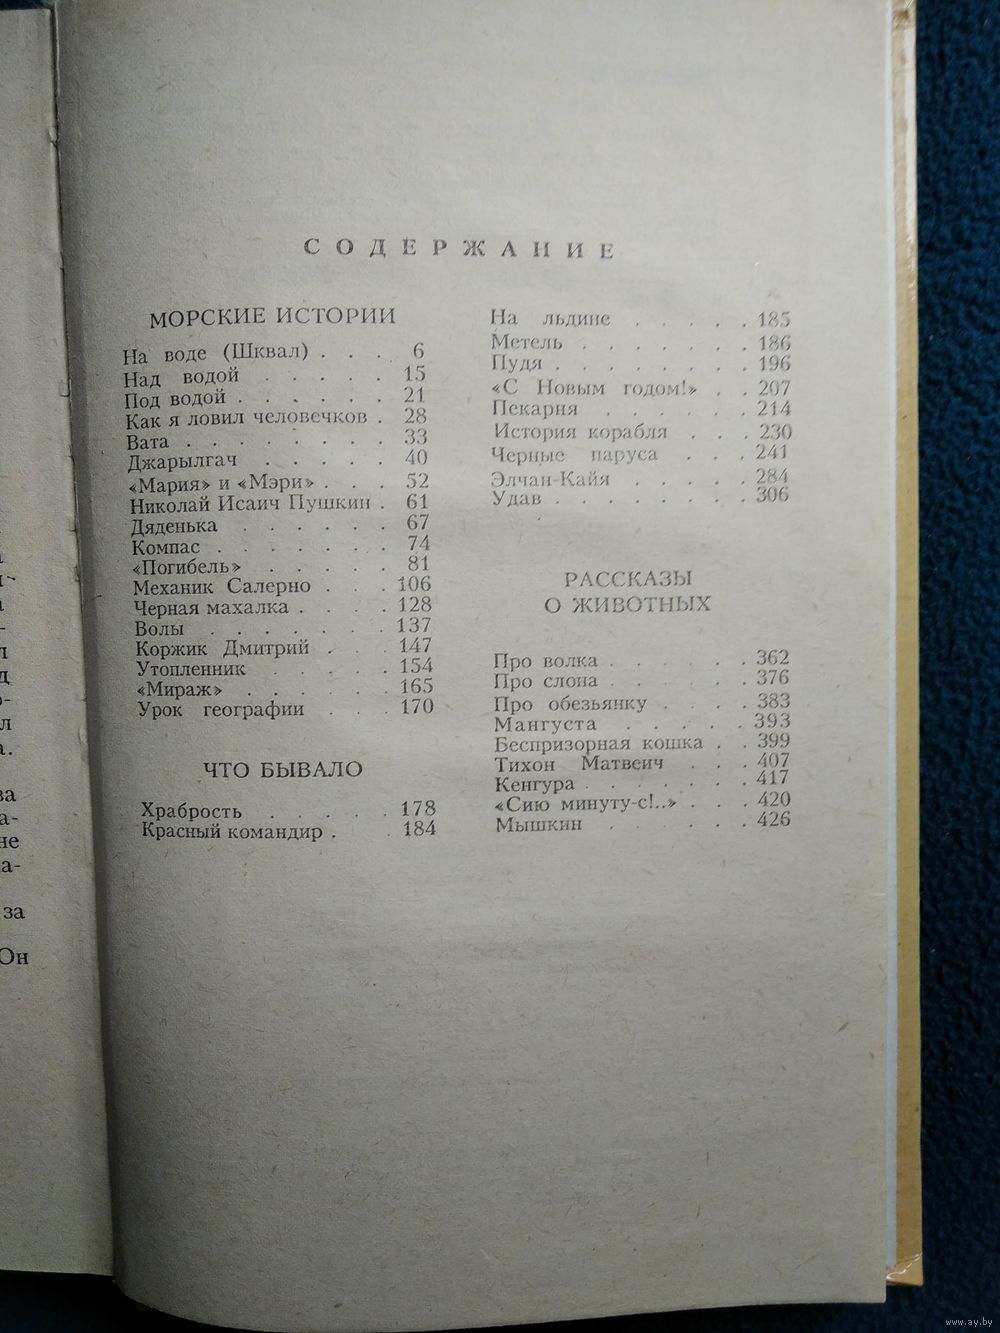 СОДЕРЖАНИЕ
МОРСКИЕ ИСТОРИИ
На воде (Шквал) . . . 6
Над водой . . . . . 15
Под водой . . . . . . 21
Как я ловил человечков . 28
Вата . . . . . . . . 33
Джарылгач . . . . . 40
«Мария» и «Мэри» . . . 52
Николай Исаич Пушкин . 61
Дяденька . . . . . . 67
Компас . . . . . . . 74
«Погибель» . . . . . 81
Механик Салерно . . . 106
Черная махалка . . . . 128
Волы . . . . . . . 137
Коржик Дмитрий . . . 147
Утопленник . . . . . 154
«Мираж» . . . . . . 165
Урок географии . . . 170
ЧТО БЫВАЛО
Храбрость . . . . . 178
Красный командир . . 184
На льдине . . . . . 185
Метель . . . . . . . 186
Пудя . . . . . . . . 196
«С Новым годом!» . . 207
Пекарня . . . . . . 214
История корабля . . . 230
Черные паруса . . . 241
Элчан-Кайя . . . . . 284
Удав . . . . . . . . 306
РАССКАЗЫ
О ЖИВОТНЫХ
Про волка . . . . . . 362
Про слона . . . . . . 376
Про обезьянку . . . . 383
Мангуста . . . . . 393
Беспризорная кошка . . 399
Тихон Матвеич . . . 407
Кенгура . . . . . . . 417
«Сию минуту-с!..» . . . 420
Мышкин . . . . . . 426
ва
а-
не
а-
за
Он
www.ay.by